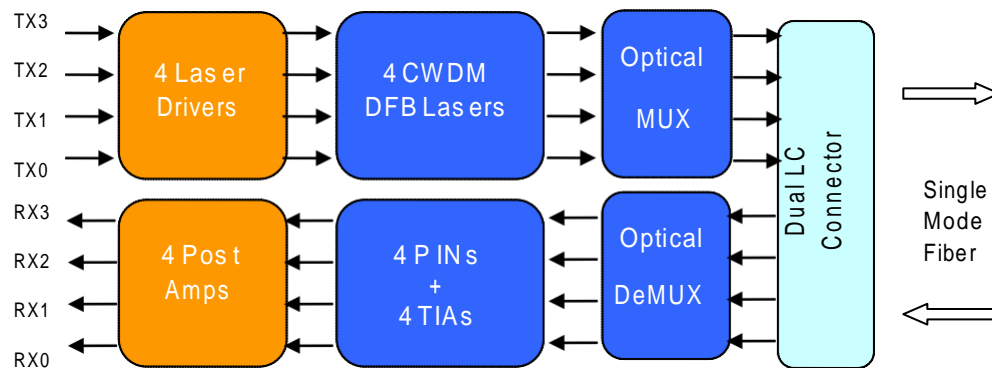 TX3
TX2
TX1
TX0
4 Laser
Drivers
4 CWDM
DFB Lasers
Optical
MUX
RX3
RX2
RX1
RX0
4 Post
Amps
4 PINs
+
4 TIAs
Optical
DeMUX
Dual LC
Connector
Single
Mode
Fiber